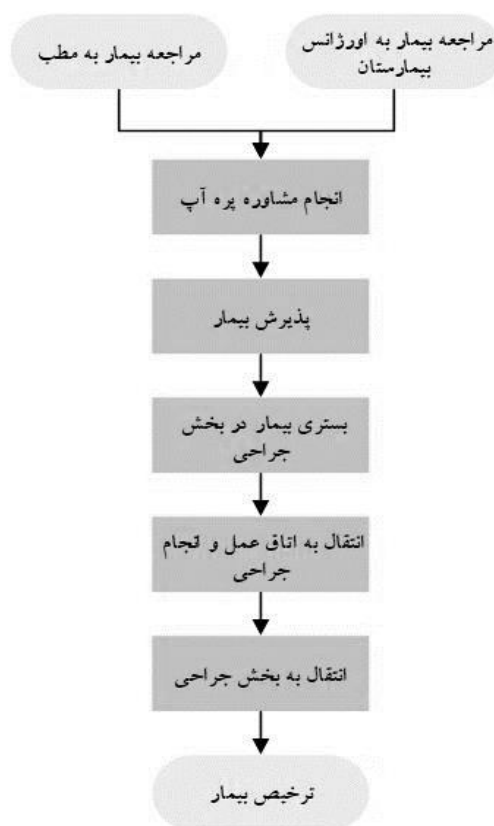 مراجعه بیمار به اورژانس
بیمارستان
مراجعه بیمار به مطب
انجام مشاوره پره آپ
پذیرش بیمار
بستری بیمار در بخش
جراحی
انتقال به اتاق عمل و انجام
جراحی
انتقال به بخش جراحی
ترخیص بیمار